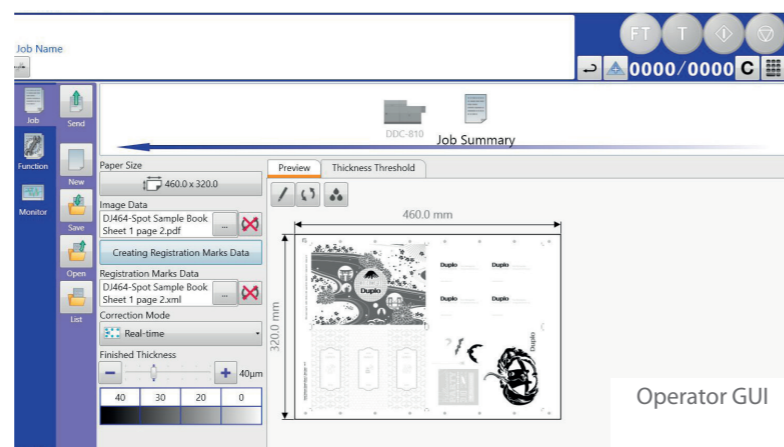 Job Name
FT T
0000/0000 C
Job
Send
DDC-810
Job Summary
Function
New
Monitor
Save
Open
List
Paper Size
460.0 x 320.0
Image Data
DJ464-Spot Sample Book
Sheet 1 page 2.pdf
...
Creating Registration Marks Data
Registration Marks Data
DJ464-Spot Sample Book
Sheet 1 page 2.xml
...
Correction Mode
Real-time
Finished Thickness
40µm
40 30 20 0
Preview Thickness Threshold
460.0 mm
320.0 mm
Duplo
Duplo
Duplo
Duplo
Duplo
Duplo
Operator GUI